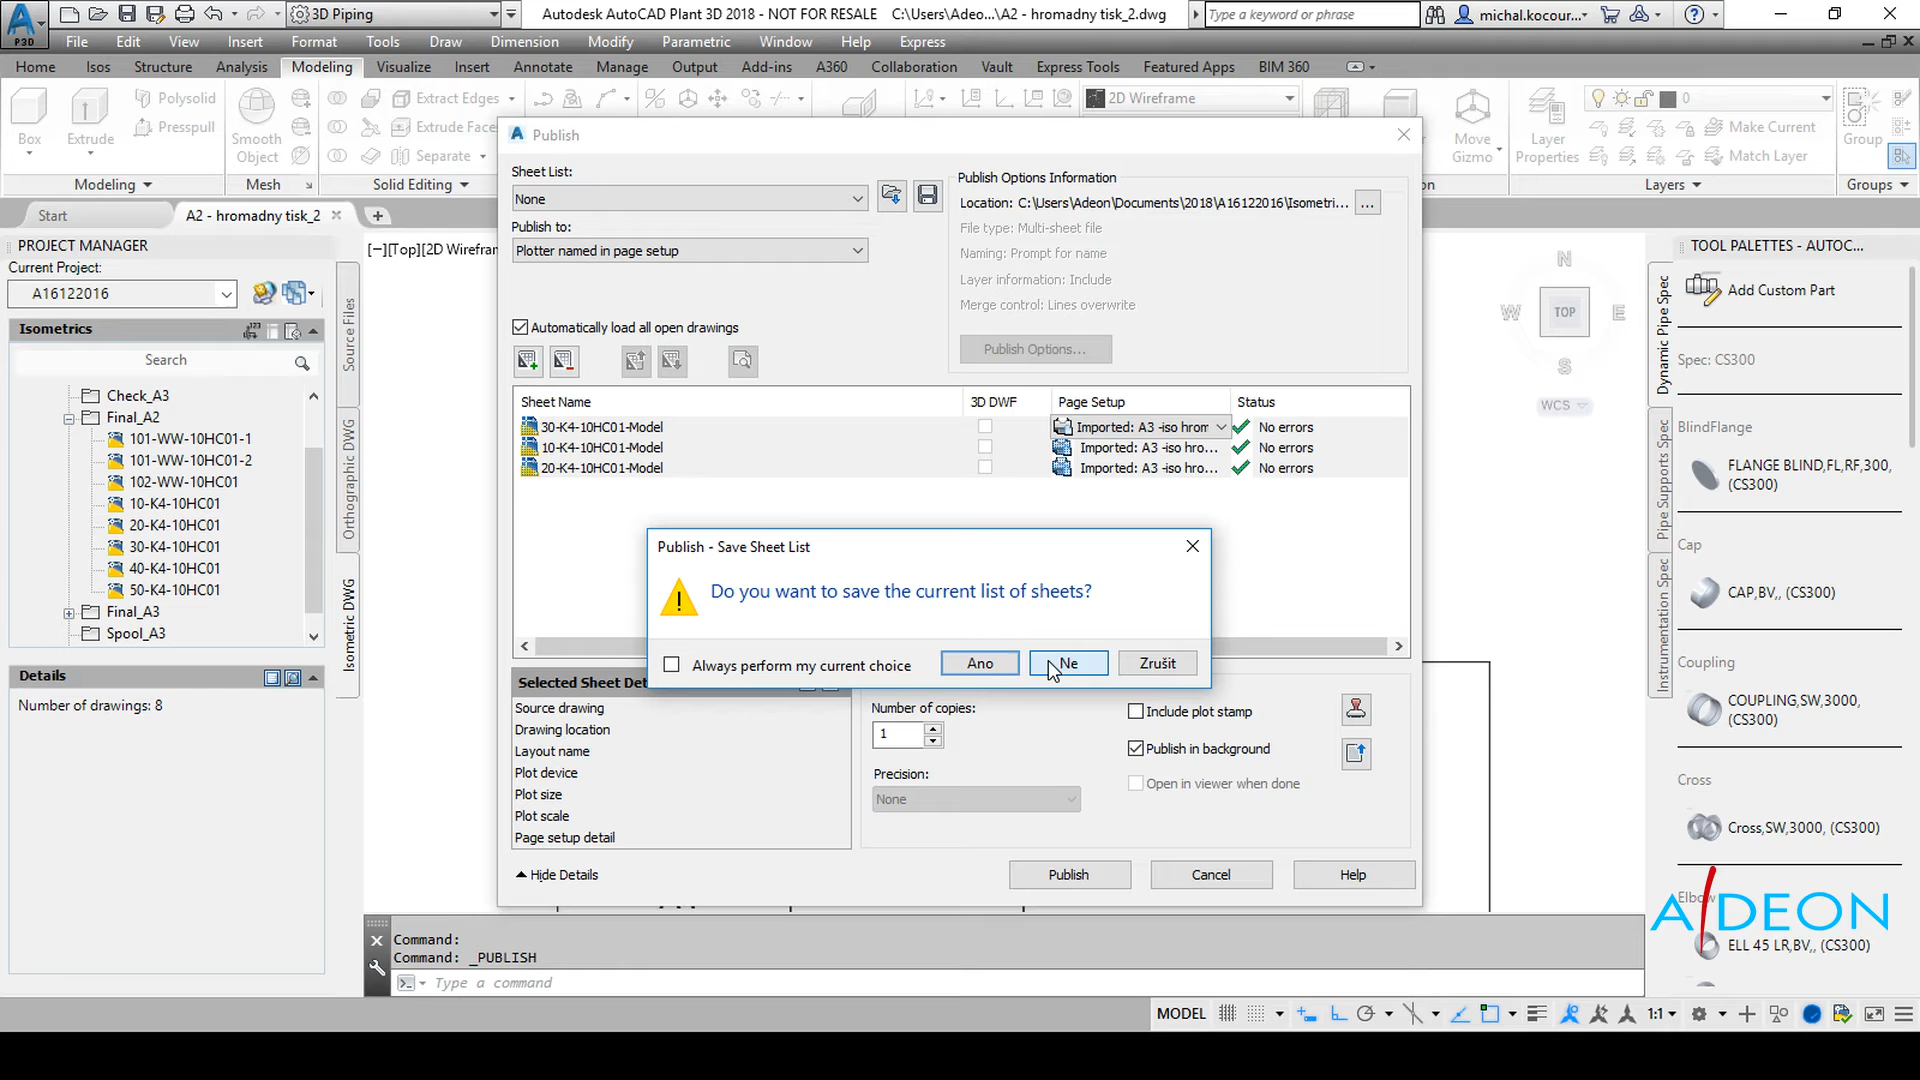 3D Piping
Autodesk AutoCAD Plant 3D 2018 - NOT FOR RESALE C:\Users\Adeo...\A2 - hromadny tisk_2.dwg
Type a keyword or phrase
michal.kocour...
P3D
File Edit View Insert Format Tools Draw Dimension Modify Parametric Window Help Express
Home Isos Structure Analysis Modeling Visualize Insert Annotate Manage Output Add-ins A360 Collaboration Vault Express Tools Featured Apps BIM 360
Polysolid
Extract Edges
2D Wireframe
0
Presspull
Extrude Face
Make Current
Box Extrude
Smooth Object
Separate
Move Gizmo
Layer Properties
Match Layer
Group
Modeling Mesh Solid Editing
Layers Groups
Start A2 - hromadny tisk_2
PROJECT MANAGER
Current Project:
A16122016
Isometrics
Search
Check_A3
Final_A2
101-WW-10HC01-1
101-WW-10HC01-2
102-WW-10HC01
10-K4-10HC01
20-K4-10HC01
30-K4-10HC01
40-K4-10HC01
50-K4-10HC01
Final_A3
Spool_A3
Details
Number of drawings: 8
Source Files
Orthographic DWG
Isometric DWG
[−][Top][2D Wirefram
Publish
Sheet List:
None
Publish to:
Plotter named in page setup
Publish Options Information
Location: C:\Users\Adeon\Documents\2018\A16122016\Isometri...
...
File type: Multi-sheet file
Naming: Prompt for name
Layer information: Include
Merge control: Lines overwrite
Publish Options...
Automatically load all open drawings
Sheet Name 3D DWF Page Setup Status
30-K4-10HC01-Model Imported: A3 -iso hrom No errors
10-K4-10HC01-Model Imported: A3 -iso hro... No errors
20-K4-10HC01-Model Imported: A3 -iso hro... No errors
Publish - Save Sheet List
Do you want to save the current list of sheets?
Always perform my current choice
Ano Ne Zrušit
Selected Sheet Det
Source drawing
Drawing location
Layout name
Plot device
Plot size
Plot scale
Page setup detail
Number of copies:
1
Precision:
None
Include plot stamp
Publish in background
Open in viewer when done
Hide Details
Publish Cancel Help
Command:
Command: _PUBLISH
Type a command
N
W TOP E
S
WCS
TOOL PALETTES - AUTOC...
Dynamic Pipe Spec
Pipe Supports Spec
Instrumentation Spec
Add Custom Part
Spec: CS300
BlindFlange
FLANGE BLIND,FL,RF,300, (CS300)
Cap
CAP,BV,, (CS300)
Coupling
COUPLING,SW,3000, (CS300)
Cross
Cross,SW,3000, (CS300)
Elbow
ADEON
ELL 45 LR,BV,, (CS300)
MODEL
1:1